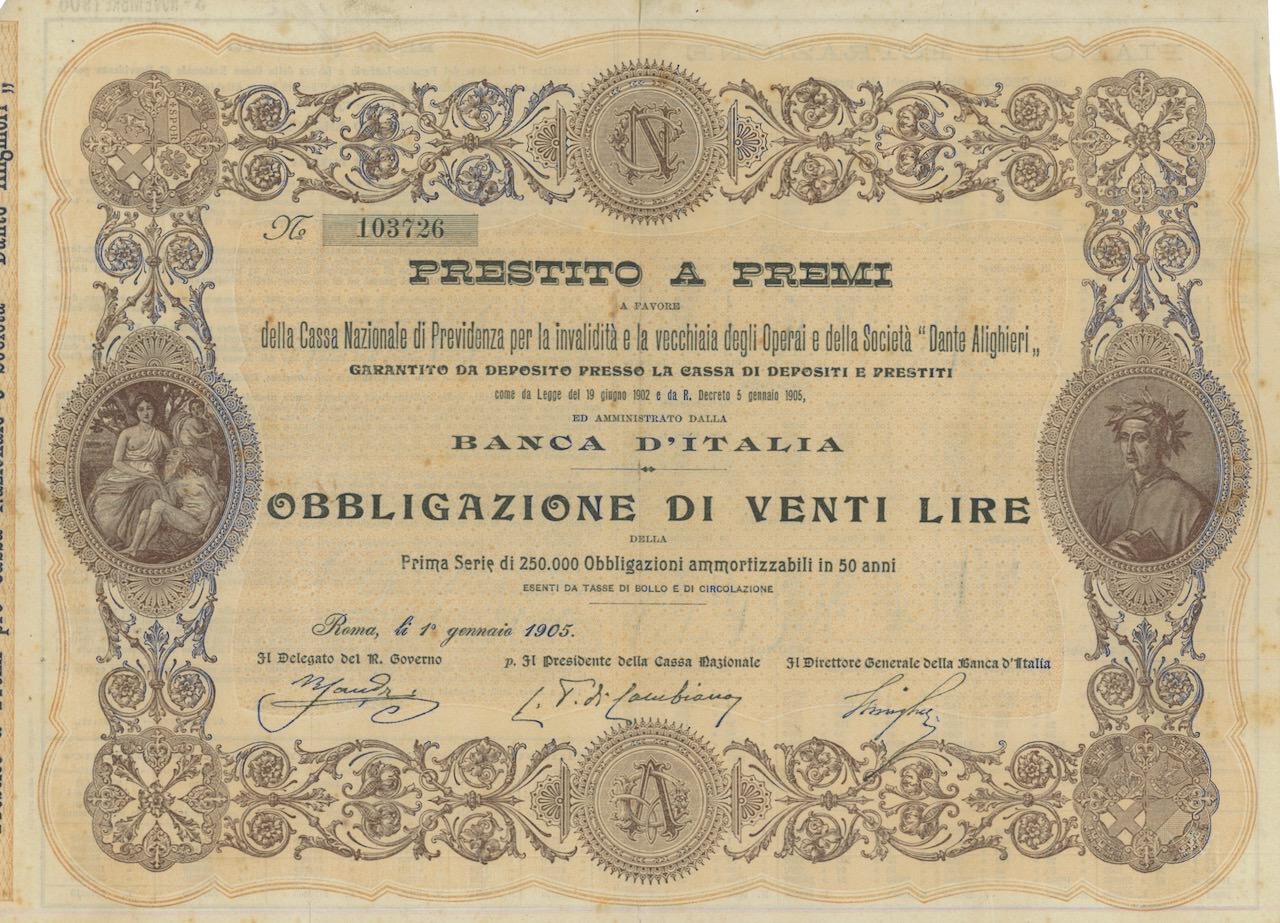 Nº 103726
PRESTITO A PREMI
A FAVORE
della Cassa Nazionale di Previdenza per la invalidità e la vecchiaia degli Operai e della Società "Dante Alighieri„
GARANTITO DA DEPOSITO PRESSO LA CASSA DI DEPOSITI E PRESTITI
come da Legge del 19 giugno 1902 e da R. Decreto 5 gennaio 1905,
ED AMMINISTRATO DALLA
BANCA D'ITALIA
OBBLIGAZIONE DI VENTI LIRE
DELLA
Prima Serie di 250.000 Obbligazioni ammortizzabili in 50 anni
ESENTI DA TASSE DI BOLLO E DI CIRCOLAZIONE
Roma, li 1º gennaio 1905.
Il Delegato del R. Governo
p. Il Presidente della Cassa Nazionale
Il Direttore Generale della Banca d'Italia